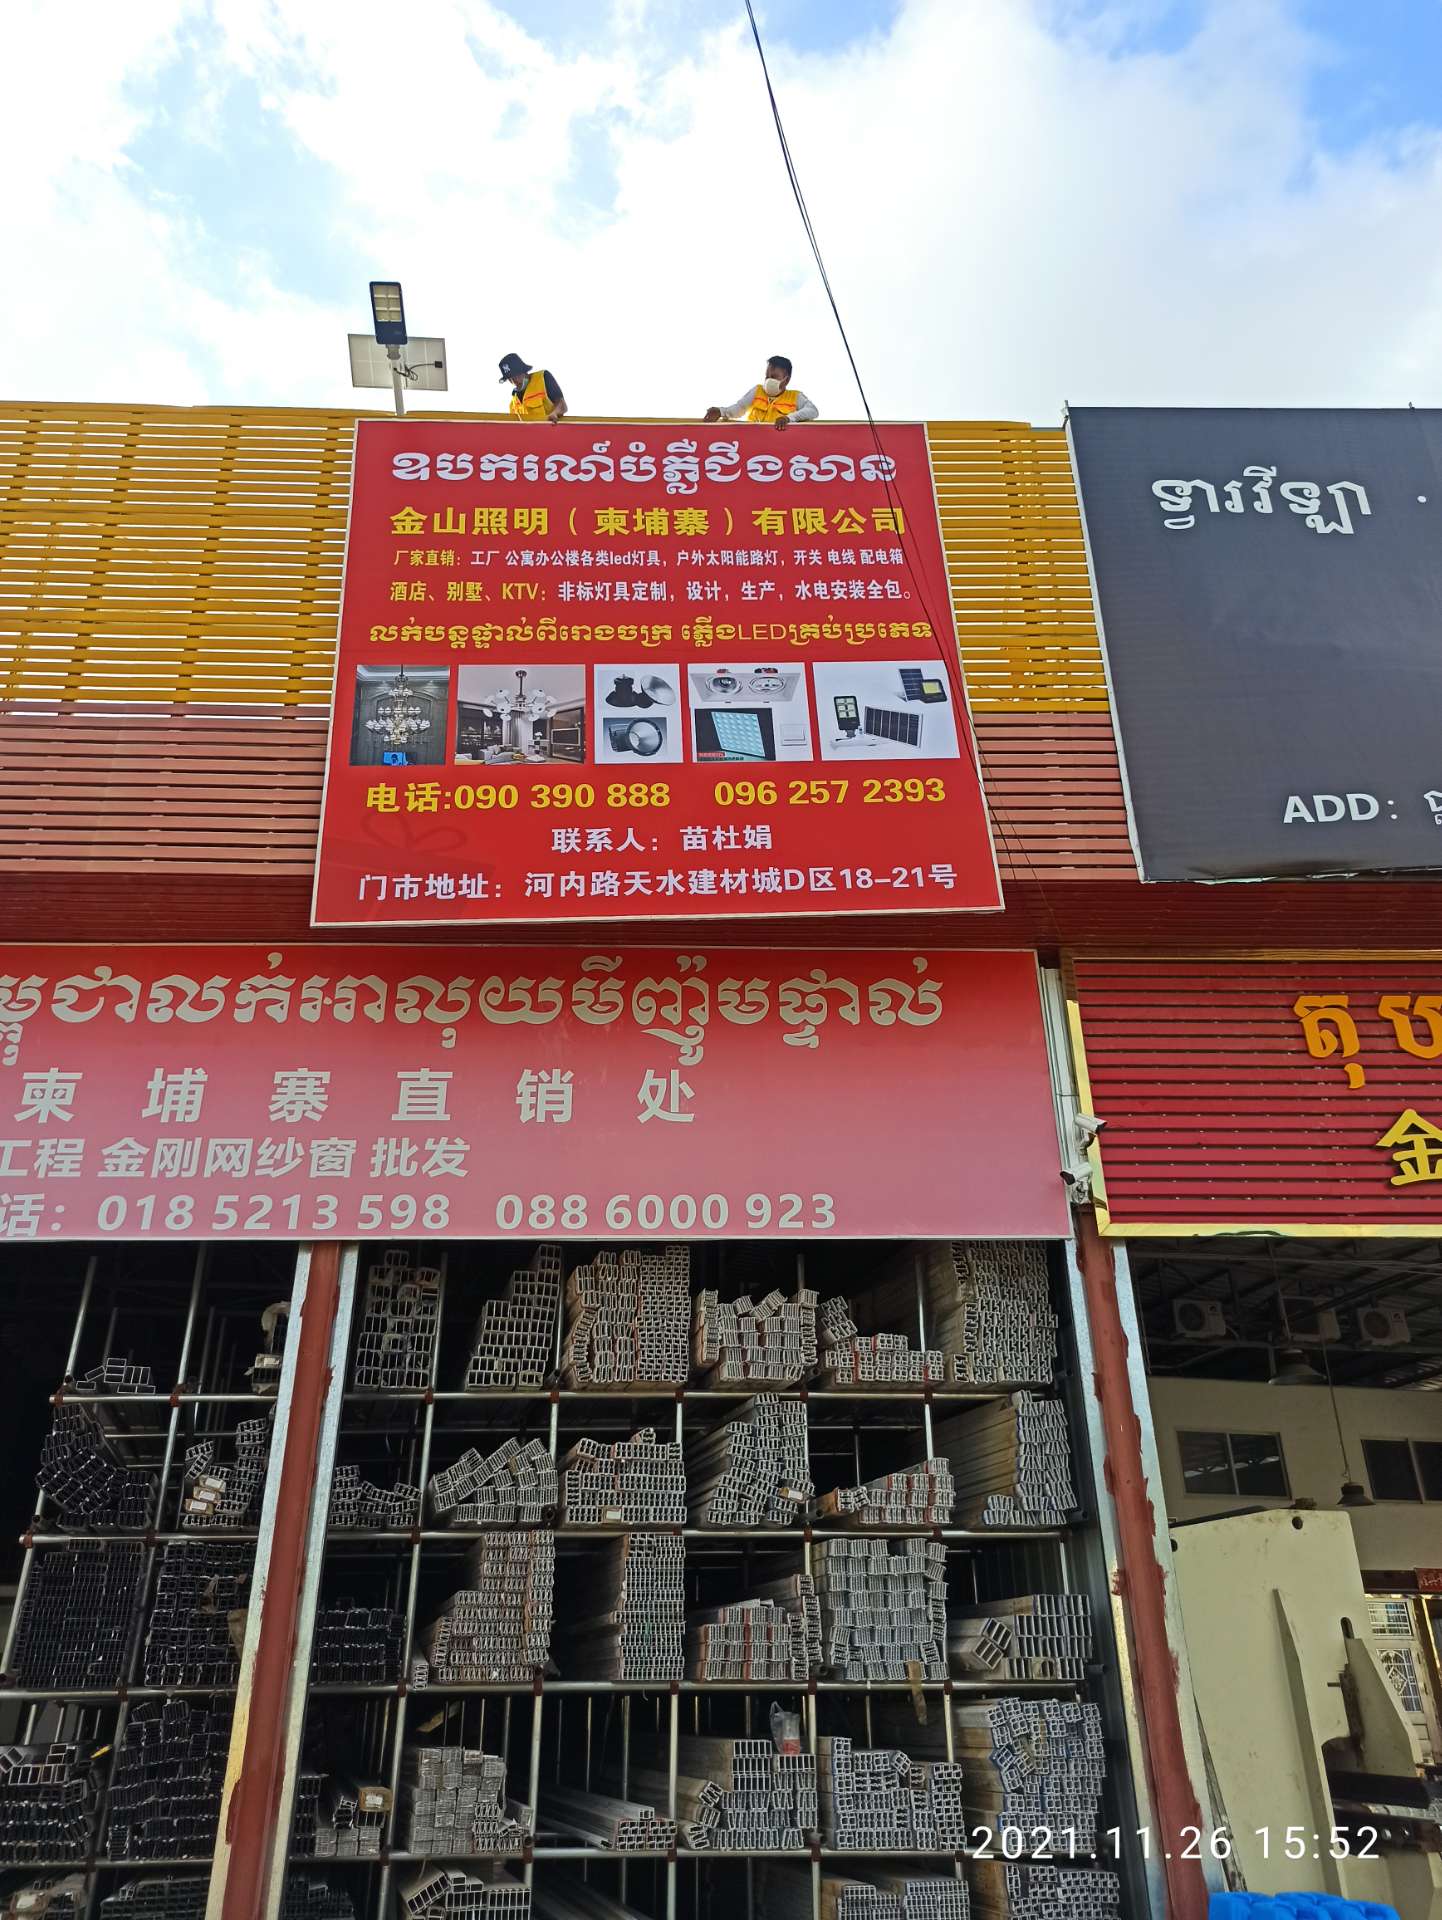 ឧបករណ៍បំភ្លឺជីងសាន
金山照明（柬埔寨）有限公司
厂家直销：工厂 公寓办公楼各类led灯具，户外太阳能路灯，开关 电线 配电箱
酒店、别墅、KTV：非标灯具定制，设计，生产，水电安装全包。
លក់បន្តផ្ទាល់ពីរោងចក្រ ភ្លើងLEDគ្រប់ប្រភេទ
电话:090 390 888 096 257 2393
联系人：苗杜娟
门市地址：河内路天水建材城D区18-21号
ទ្វារវីឡា
ADD:
ម្ពុជាលក់អាលុយមីញ៉ូមផ្ទាល់
柬埔寨直销处
工程 金刚网纱窗 批发
话：018 5213 598 088 6000 923
តុប
金
2021.11.26 15:52